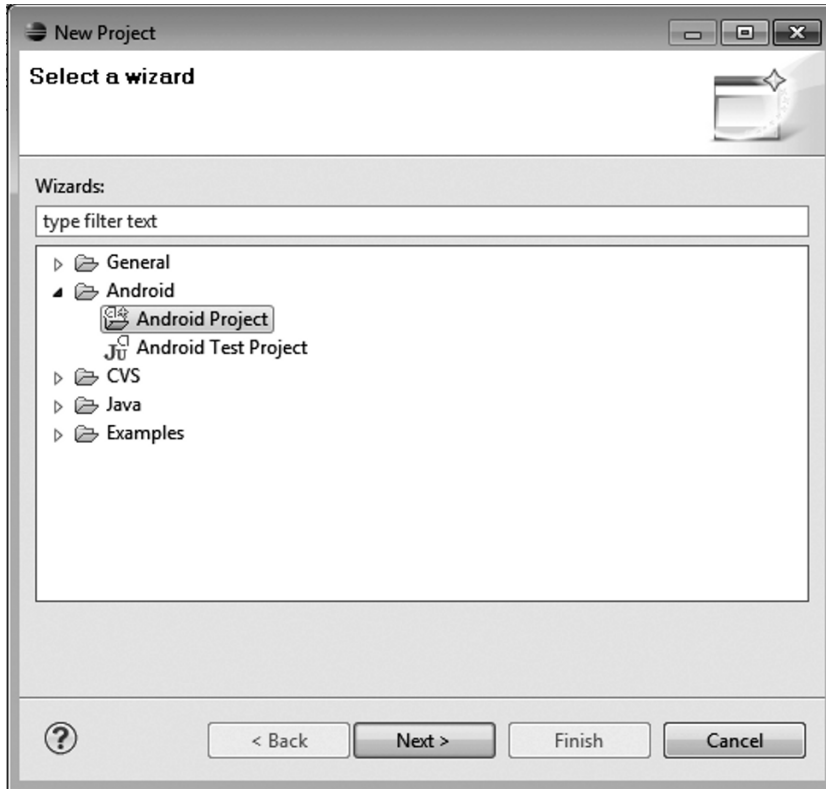 New Project
Select a wizard
Wizards:
type filter text
General
Android
Android Project
Ju Android Test Project
CVS
Java
Examples
? < Back Next > Finish Cancel